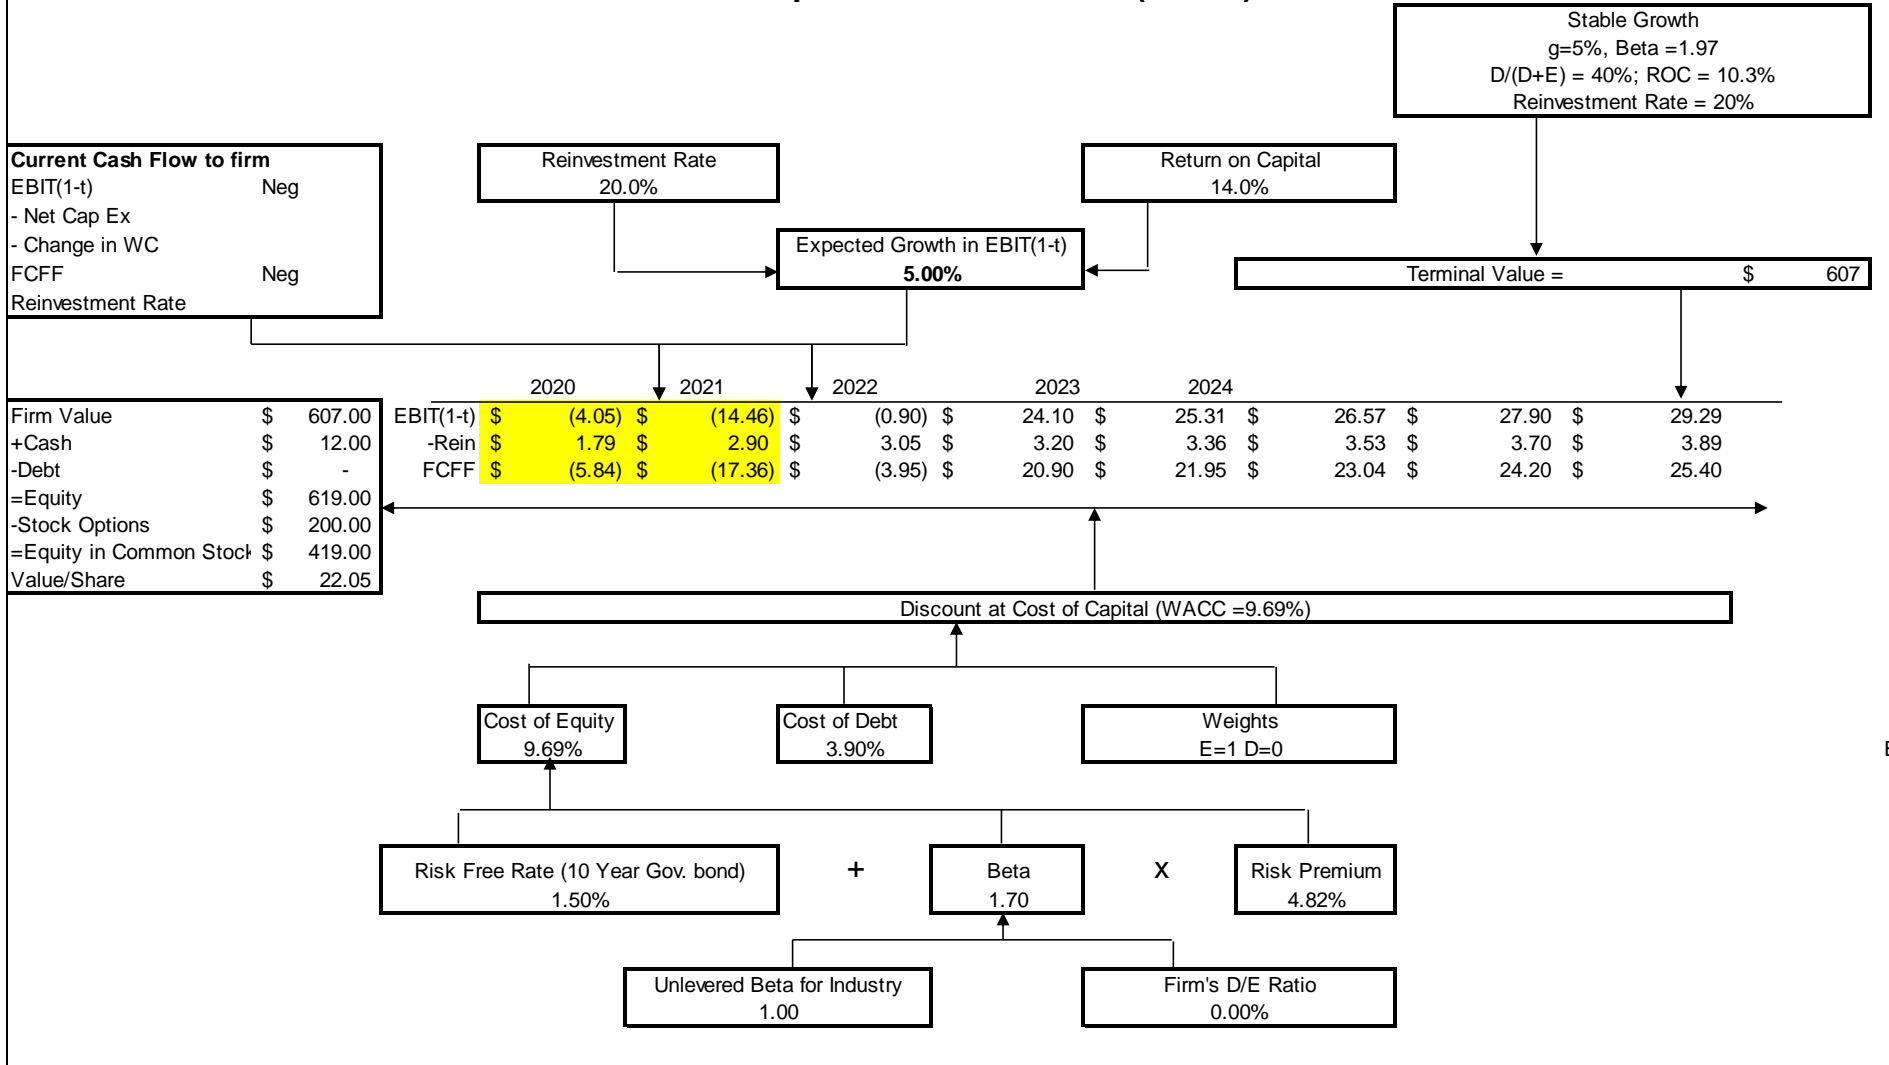 Stable Growth
g=5%, Beta =1.97
D/(D+E) = 40%; ROC = 10.3%
Reinvestment Rate = 20%
Current Cash Flow to firm
EBIT(1-t) Neg
- Net Cap Ex
- Change in WC
FCFF Neg
Reinvestment Rate
Reinvestment Rate
20.0%
Return on Capital
14.0%
Expected Growth in EBIT(1-t)
5.00%
Terminal Value = $ 607
2020 2021 2022 2023 2024
EBIT(1-t) $ (4.05) $ (14.46) $ (0.90) $ 24.10 $ 25.31 $ 26.57 $ 27.90 $ 29.29
-Rein $ 1.79 $ 2.90 $ 3.05 $ 3.20 $ 3.36 $ 3.53 $ 3.70 $ 3.89
FCFF $ (5.84) $ (17.36) $ (3.95) $ 20.90 $ 21.95 $ 23.04 $ 24.20 $ 25.40
Firm Value $ 607.00
+Cash $ 12.00
-Debt $ -
=Equity $ 619.00
-Stock Options $ 200.00
=Equity in Common Stock $ 419.00
Value/Share $ 22.05
Discount at Cost of Capital (WACC =9.69%)
Cost of Equity
9.69%
Cost of Debt
3.90%
Weights
E=1 D=0
Risk Free Rate (10 Year Gov. bond)
1.50%
+
Beta
1.70
X
Risk Premium
4.82%
Unlevered Beta for Industry
1.00
Firm's D/E Ratio
0.00%